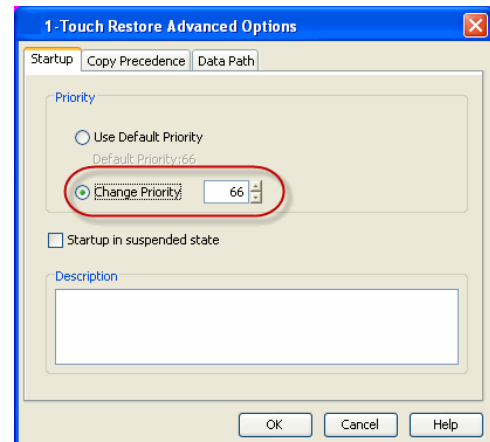 1-Touch Restore Advanced Options
Startup Copy Precedence Data Path
Priority
Use Default Priority
Default Priority:66
Change Priority 66
Startup in suspended state
Description
OK Cancel Help